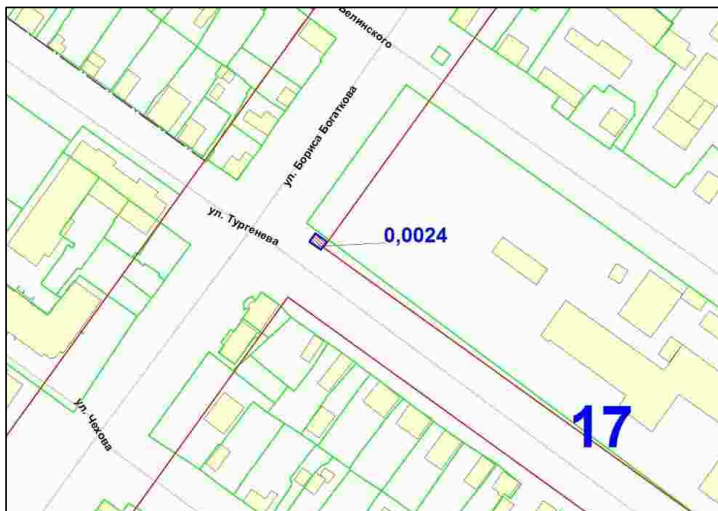 Белинского
ул. Бориса Богаткова
ул. Тургенева
0,0024
17
ул. Чехова